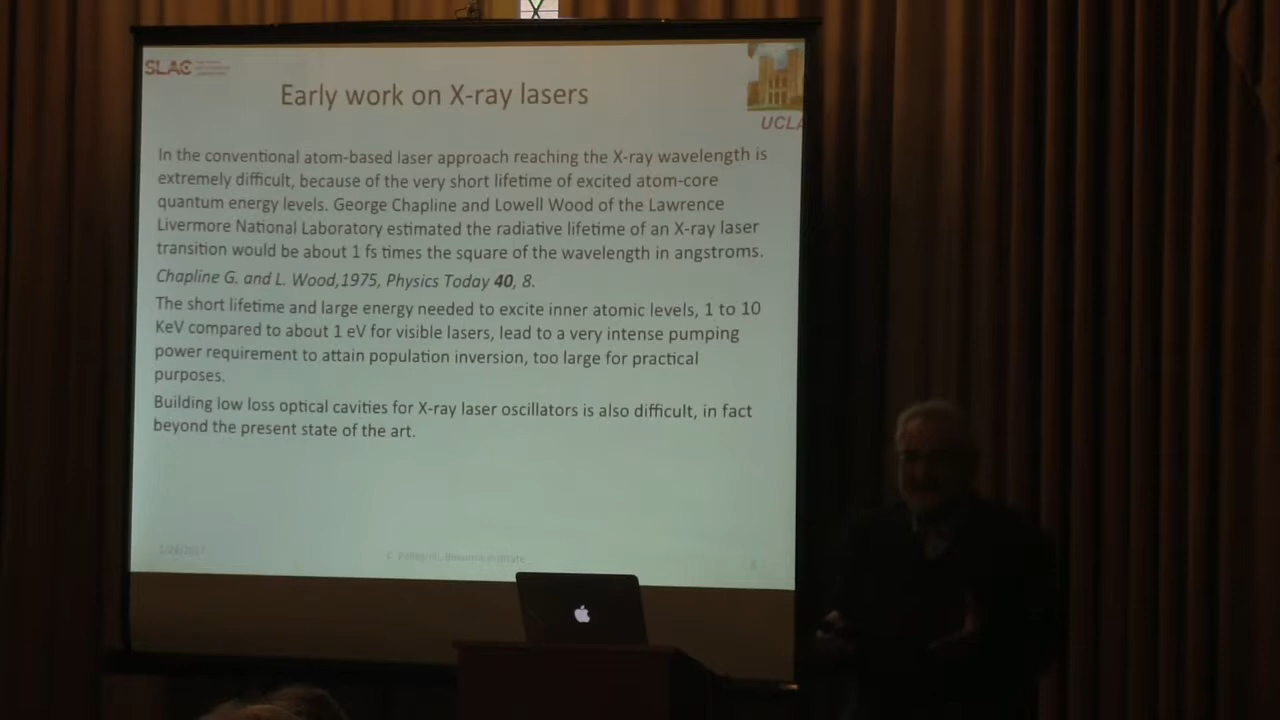 SLAC
Early work on X-ray lasers
UCLA
In the conventional atom-based laser approach reaching the X-ray wavelength is
extremely difficult, because of the very short lifetime of excited atom-core
quantum energy levels. George Chapline and Lowell Wood of the Lawrence
Livermore National Laboratory estimated the radiative lifetime of an X-ray laser
transition would be about 1 fs times the square of the wavelength in angstroms.
Chapline G. and L. Wood,1975, Physics Today 40, 8.
The short lifetime and large energy needed to excite inner atomic levels, 1 to 10
KeV compared to about 1 eV for visible lasers, lead to a very intense pumping
power requirement to attain population inversion, too large for practical
purposes.
Building low loss optical cavities for X-ray laser oscillators is also difficult, in fact
beyond the present state of the art.
C. Pellegrini,